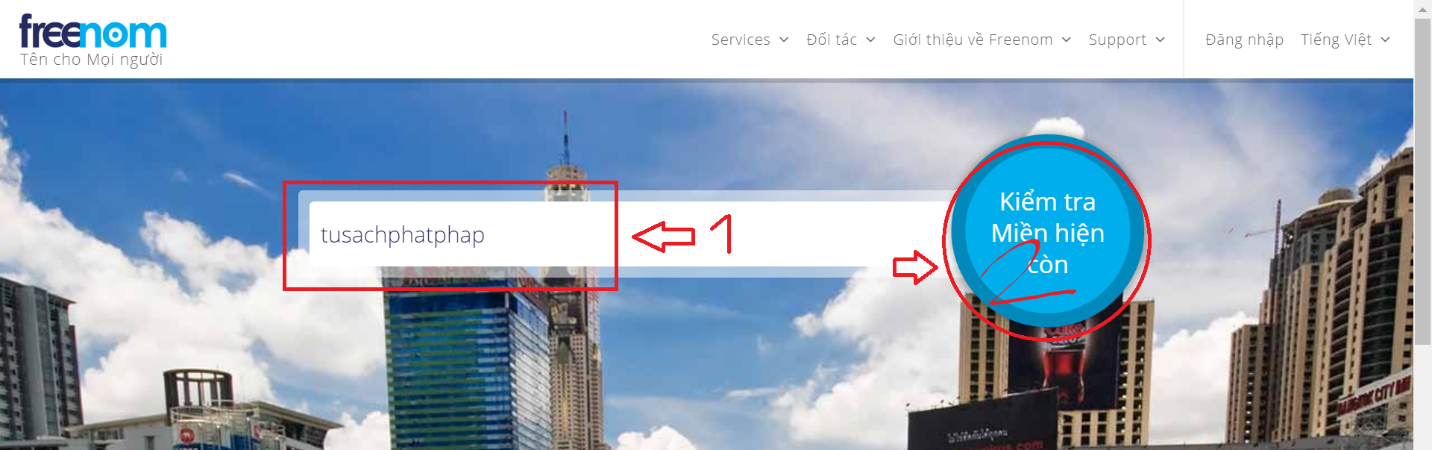 freenom
Tên cho Mọi người
Services
Đối tác
Giới thiệu về Freenom
Support
Đăng nhập
Tiếng Việt
tusachphatphap
1
Kiểm tra
Miền hiện
còn
2